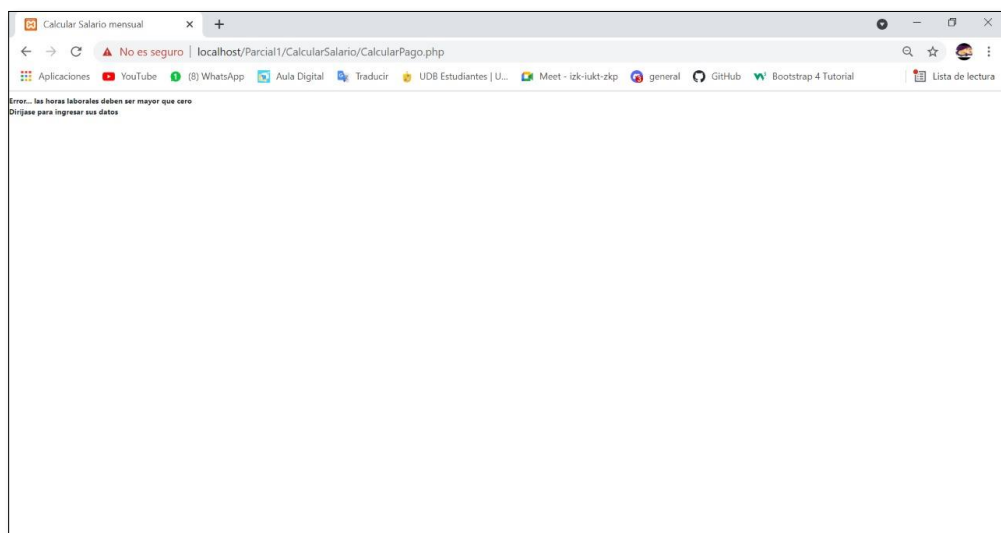 Calcular Salario mensual
No es seguro | localhost/Parcial1/CalcularSalario/CalcularPago.php
Aplicaciones YouTube (8) WhatsApp Aula Digital Traducir UDB Estudiantes | U... Meet - izk-iukt-zkp general GitHub Bootstrap 4 Tutorial Lista de lectura
Error... las horas laborales deben ser mayor que cero
Dirijase para ingresar sus datos